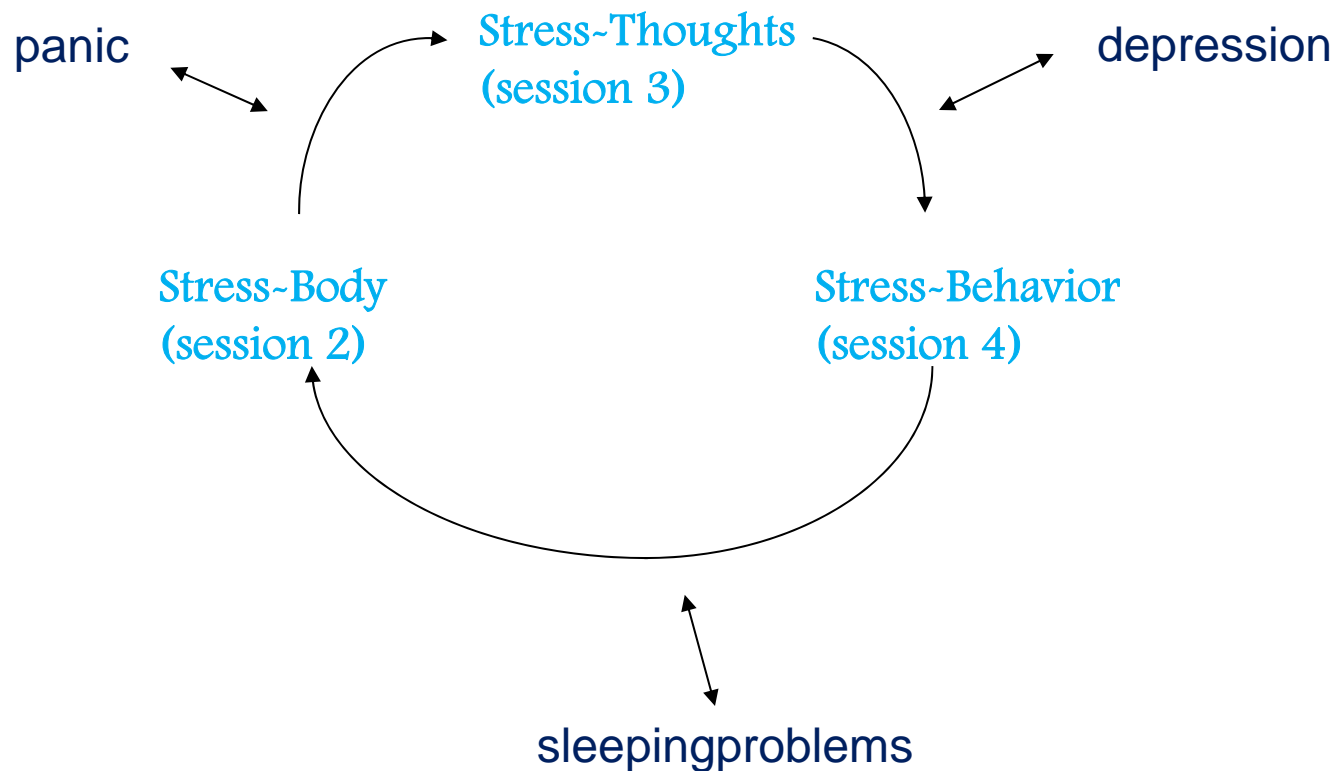 panic
Stress~Thoughts
(session 3)
depression
Stress~Body
(session 2)
Stress~Behavior
(session 4)
sleepingproblems